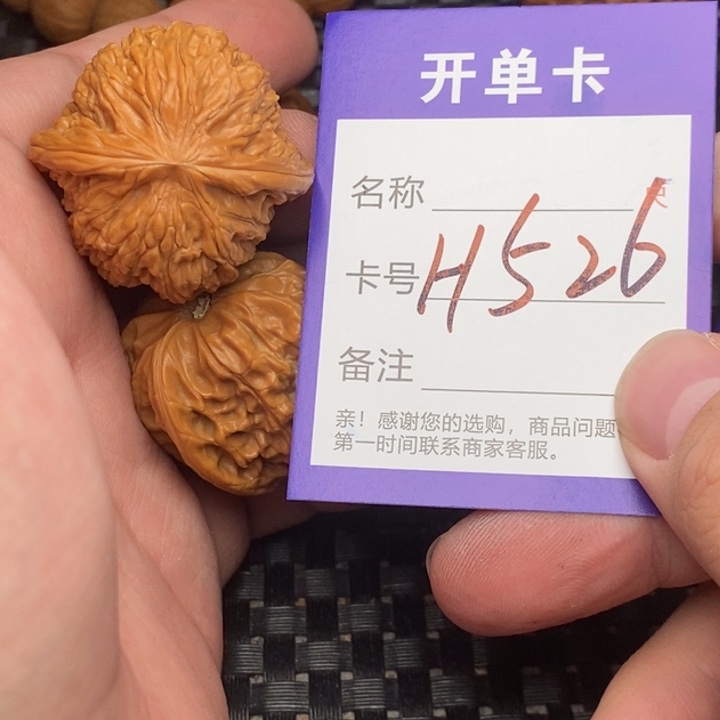 开单卡
名称
卡号 H526
备注
亲！感谢您的选购，商品问题
第一时间联系商家客服。